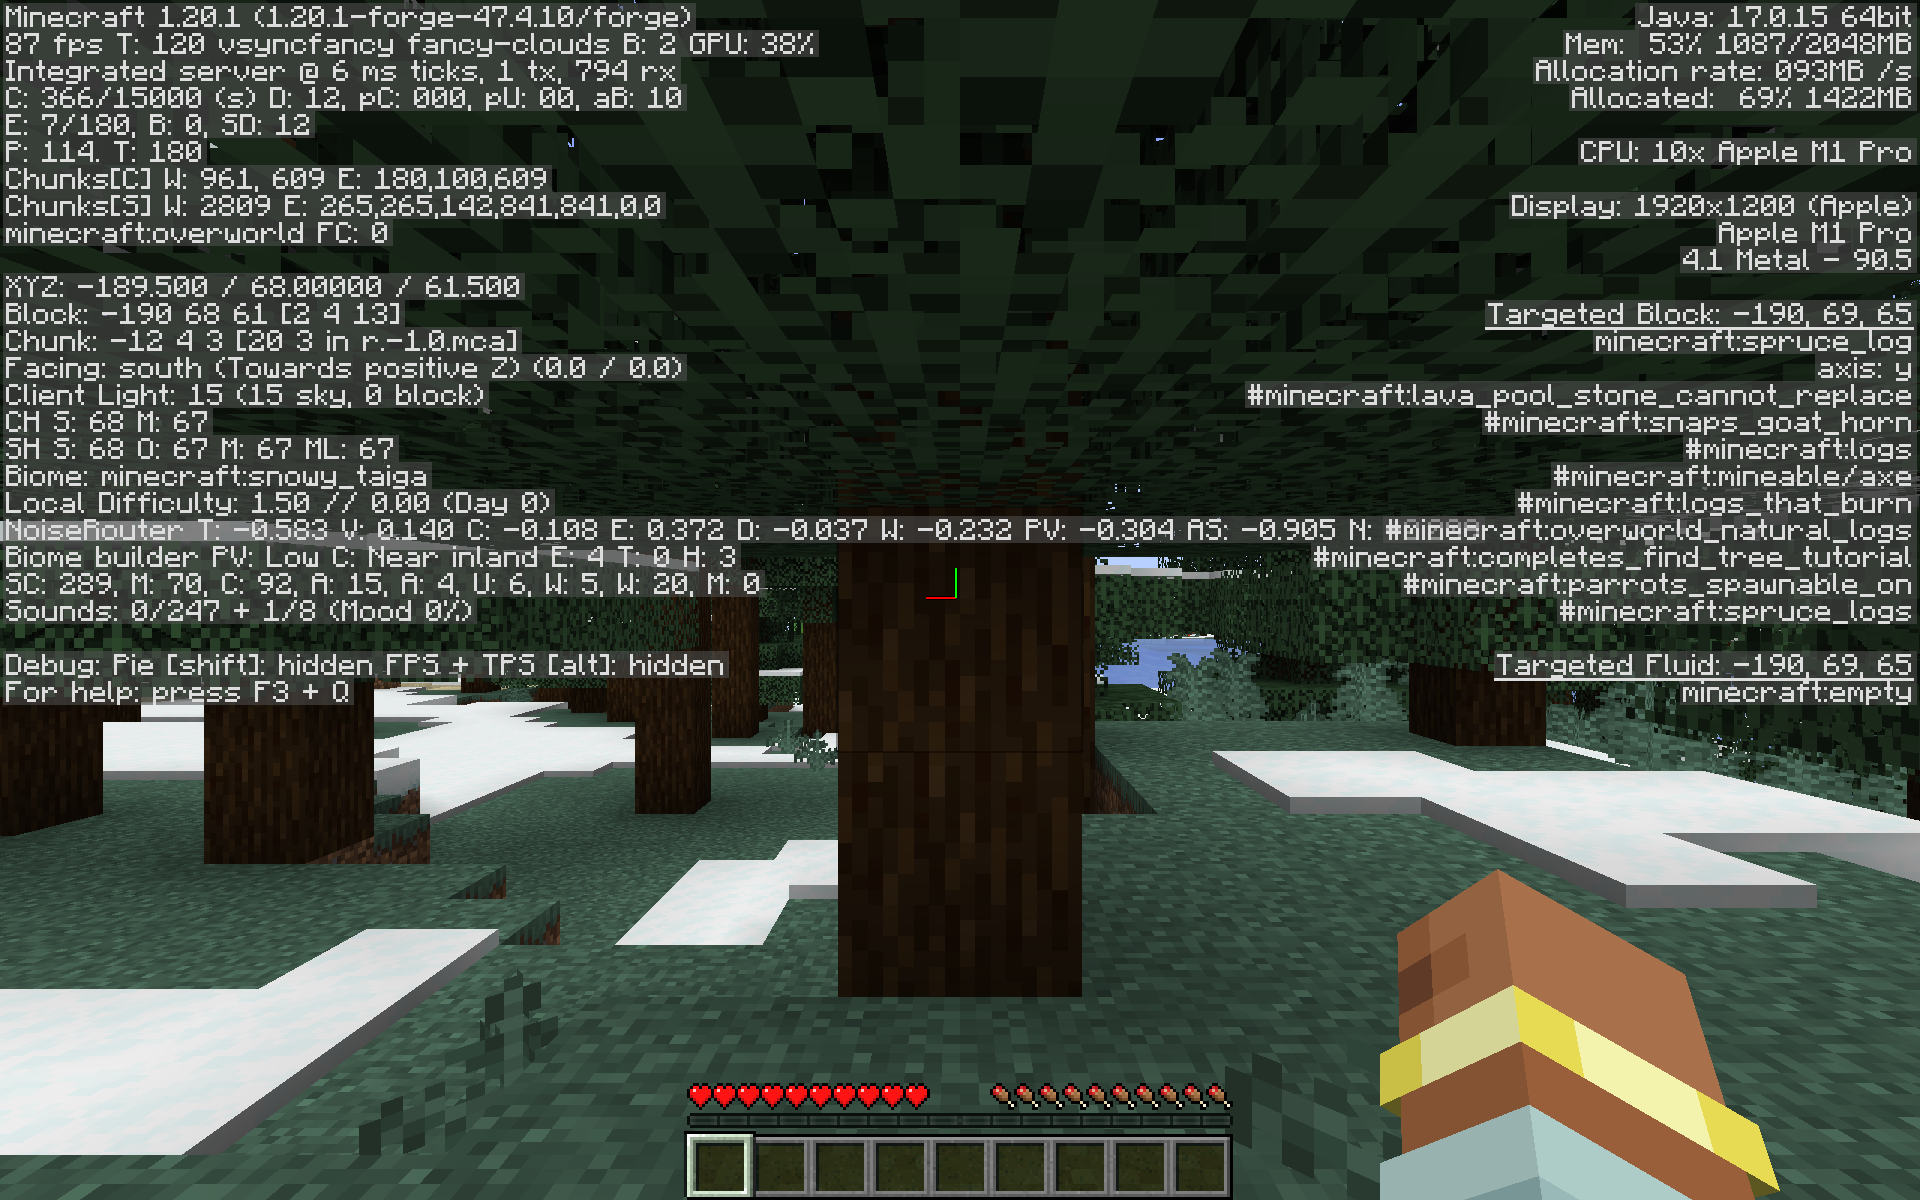 Minecraft 1.20.1 (1.20.1-forge-47.4.10/forge)
87 fps T: 120 vsyncfancy fancy-clouds B: 2 GPU: 38%
Integrated server @ 6 ms ticks, 1 tx, 794 rx
C: 366/15000 (s) D: 12, pC: 000, pU: 00, aB: 10
E: 7/180, B: 0, SD: 12
P: 114. T: 180
Chunks[C] W: 961, 609 E: 180,100,609
Chunks[S] W: 2809 E: 265,265,142,841,841,0,0
minecraft:overworld FC: 0
XYZ: -189.500 / 68.00000 / 61.500
Block: -190 68 61 [2 4 13]
Chunk: -12 4 3 [20 3 in r.-1.0.mca]
Facing: south (Towards positive Z) (0.0 / 0.0)
Client Light: 15 (15 sky, 0 block)
CH S: 68 M: 67
SH S: 68 O: 67 M: 67 ML: 67
Biome: minecraft:snowy_taiga
Local Difficulty: 1.50 // 0.00 (Day 0)
NoiseRouter T: -0.583 V: 0.140 C: -0.108 E: 0.372 D: -0.037 W: -0.232 PV: -0.304 AS: -0.905 N:
Biome builder PV: Low C: Near inland E: 4 T: 0 H: 3
SC: 289, M: 70, C: 92, A: 15, A: 4, U: 6, W: 5, W: 20, M: 0
Sounds: 0/247 + 1/8 (Mood 0%)
Debug: Pie [shift]: hidden FPS + TPS [alt]: hidden
For help: press F3 + Q
Java: 17.0.15 64bit
Mem: 53% 1087/2048MB
Allocation rate: 093MB /s
Allocated: 69% 1422MB
CPU: 10x Apple M1 Pro
Display: 1920x1200 (Apple)
Apple M1 Pro
4.1 Metal - 90.5
Targeted Block: -190, 69, 65
minecraft:spruce_log
axis: y
#minecraft:lava_pool_stone_cannot_replace
#minecraft:snaps_goat_horn
#minecraft:logs
#minecraft:mineable/axe
#minecraft:logs_that_burn
#minecraft:overworld_natural_logs
#minecraft:completes_find_tree_tutorial
#minecraft:parrots_spawnable_on
#minecraft:spruce_logs
Targeted Fluid: -190, 69, 65
minecraft:empty